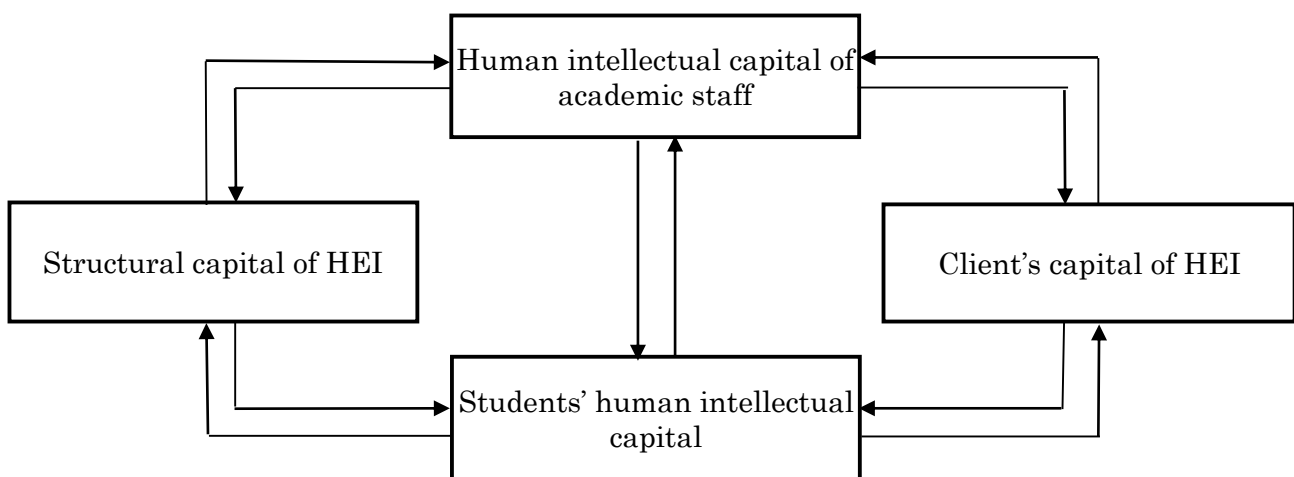 Human intellectual capital of
academic staff
Structural capital of HEI
Client’s capital of HEI
Students’ human intellectual
capital